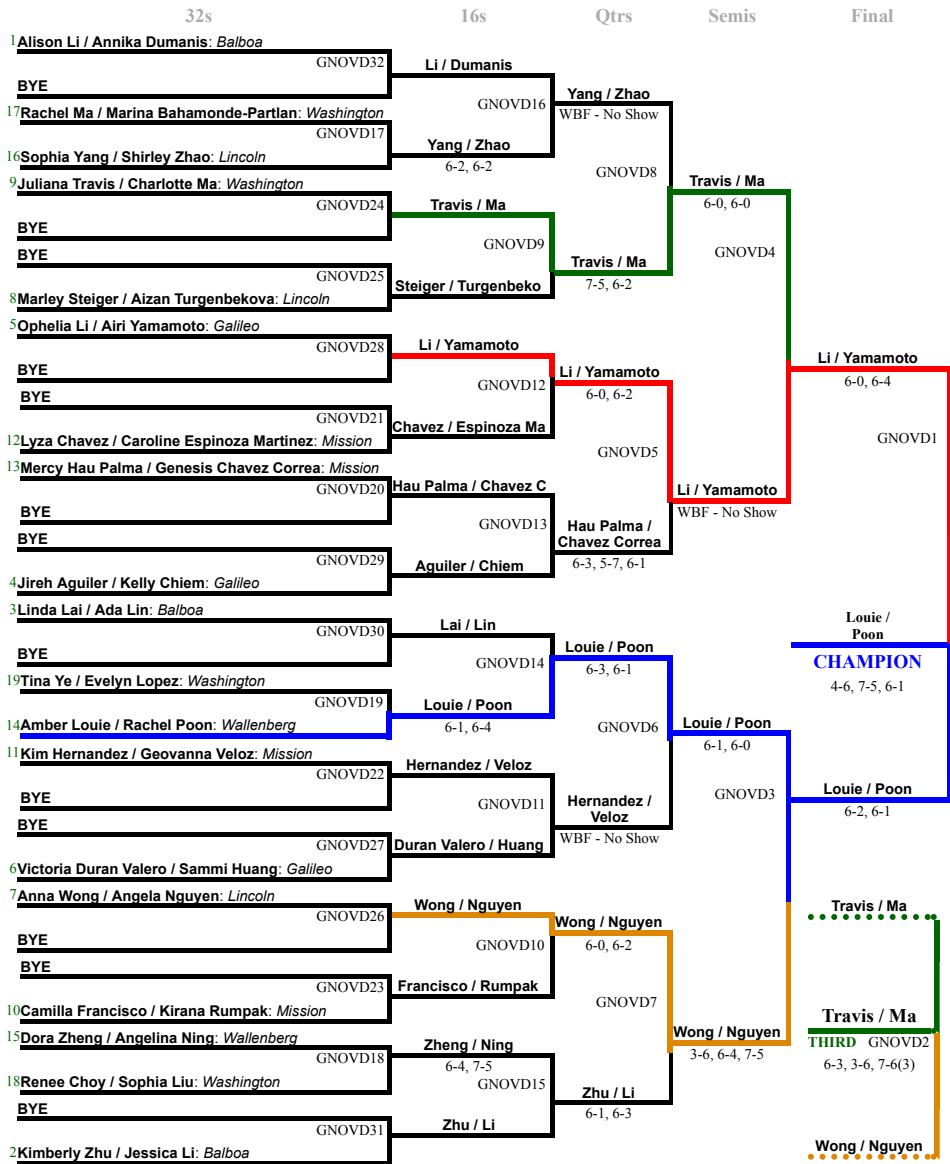 32s
16s
Qtrs
Semis
Final
1 Alison Li / Annika Dumanis: Balboa
GNOVD32
BYE
17 Rachel Ma / Marina Bahamonde-Partlan: Washington
GNOVD17
16 Sophia Yang / Shirley Zhao: Lincoln
9 Juliana Travis / Charlotte Ma: Washington
GNOVD24
BYE
BYE
GNOVD25
8 Marley Steiger / Aizan Turgenbekova: Lincoln
5 Ophelia Li / Airi Yamamoto: Galileo
GNOVD28
BYE
BYE
GNOVD21
12 Lyza Chavez / Caroline Espinoza Martinez: Mission
13 Mercy Hau Palma / Genesis Chavez Correa: Mission
GNOVD20
BYE
BYE
GNOVD29
4 Jireh Aguiler / Kelly Chiem: Galileo
3 Linda Lai / Ada Lin: Balboa
GNOVD30
BYE
19 Tina Ye / Evelyn Lopez: Washington
GNOVD19
14 Amber Louie / Rachel Poon: Wallenberg
11 Kim Hernandez / Geovanna Veloz: Mission
GNOVD22
BYE
BYE
GNOVD27
6 Victoria Duran Valero / Sammi Huang: Galileo
7 Anna Wong / Angela Nguyen: Lincoln
GNOVD26
BYE
BYE
GNOVD23
10 Camilla Francisco / Kirana Rumpak: Mission
15 Dora Zheng / Angelina Ning: Wallenberg
GNOVD18
18 Renee Choy / Sophia Liu: Washington
BYE
GNOVD31
2 Kimberly Zhu / Jessica Li: Balboa
Li / Dumanis
GNOVD16
Yang / Zhao
6-2, 6-2
Travis / Ma
GNOVD9
Steiger / Turgenbeko
Li / Yamamoto
GNOVD12
Chavez / Espinoza Ma
Hau Palma / Chavez C
GNOVD13
Aguiler / Chiem
Lai / Lin
GNOVD14
Louie / Poon
6-1, 6-4
Hernandez / Veloz
GNOVD11
Duran Valero / Huang
Wong / Nguyen
GNOVD10
Francisco / Rumpak
Zheng / Ning
6-4, 7-5
GNOVD15
Zhu / Li
Yang / Zhao
WBF - No Show
GNOVD8
Travis / Ma
7-5, 6-2
Li / Yamamoto
6-0, 6-2
GNOVD5
Hau Palma /
Chavez Correa
6-3, 5-7, 6-1
Louie / Poon
6-3, 6-1
GNOVD6
Hernandez /
Veloz
WBF - No Show
Wong / Nguyen
6-0, 6-2
GNOVD7
Zhu / Li
6-1, 6-3
Travis / Ma
6-0, 6-0
GNOVD4
Li / Yamamoto
WBF - No Show
Louie / Poon
6-1, 6-0
GNOVD3
Wong / Nguyen
3-6, 6-4, 7-5
Li / Yamamoto
6-0, 6-4
GNOVD1
Louie /
Poon
CHAMPION
4-6, 7-5, 6-1
Louie / Poon
6-2, 6-1
Travis / Ma
Travis / Ma
THIRD GNOVD2
6-3, 3-6, 7-6(3)
Wong / Nguyen